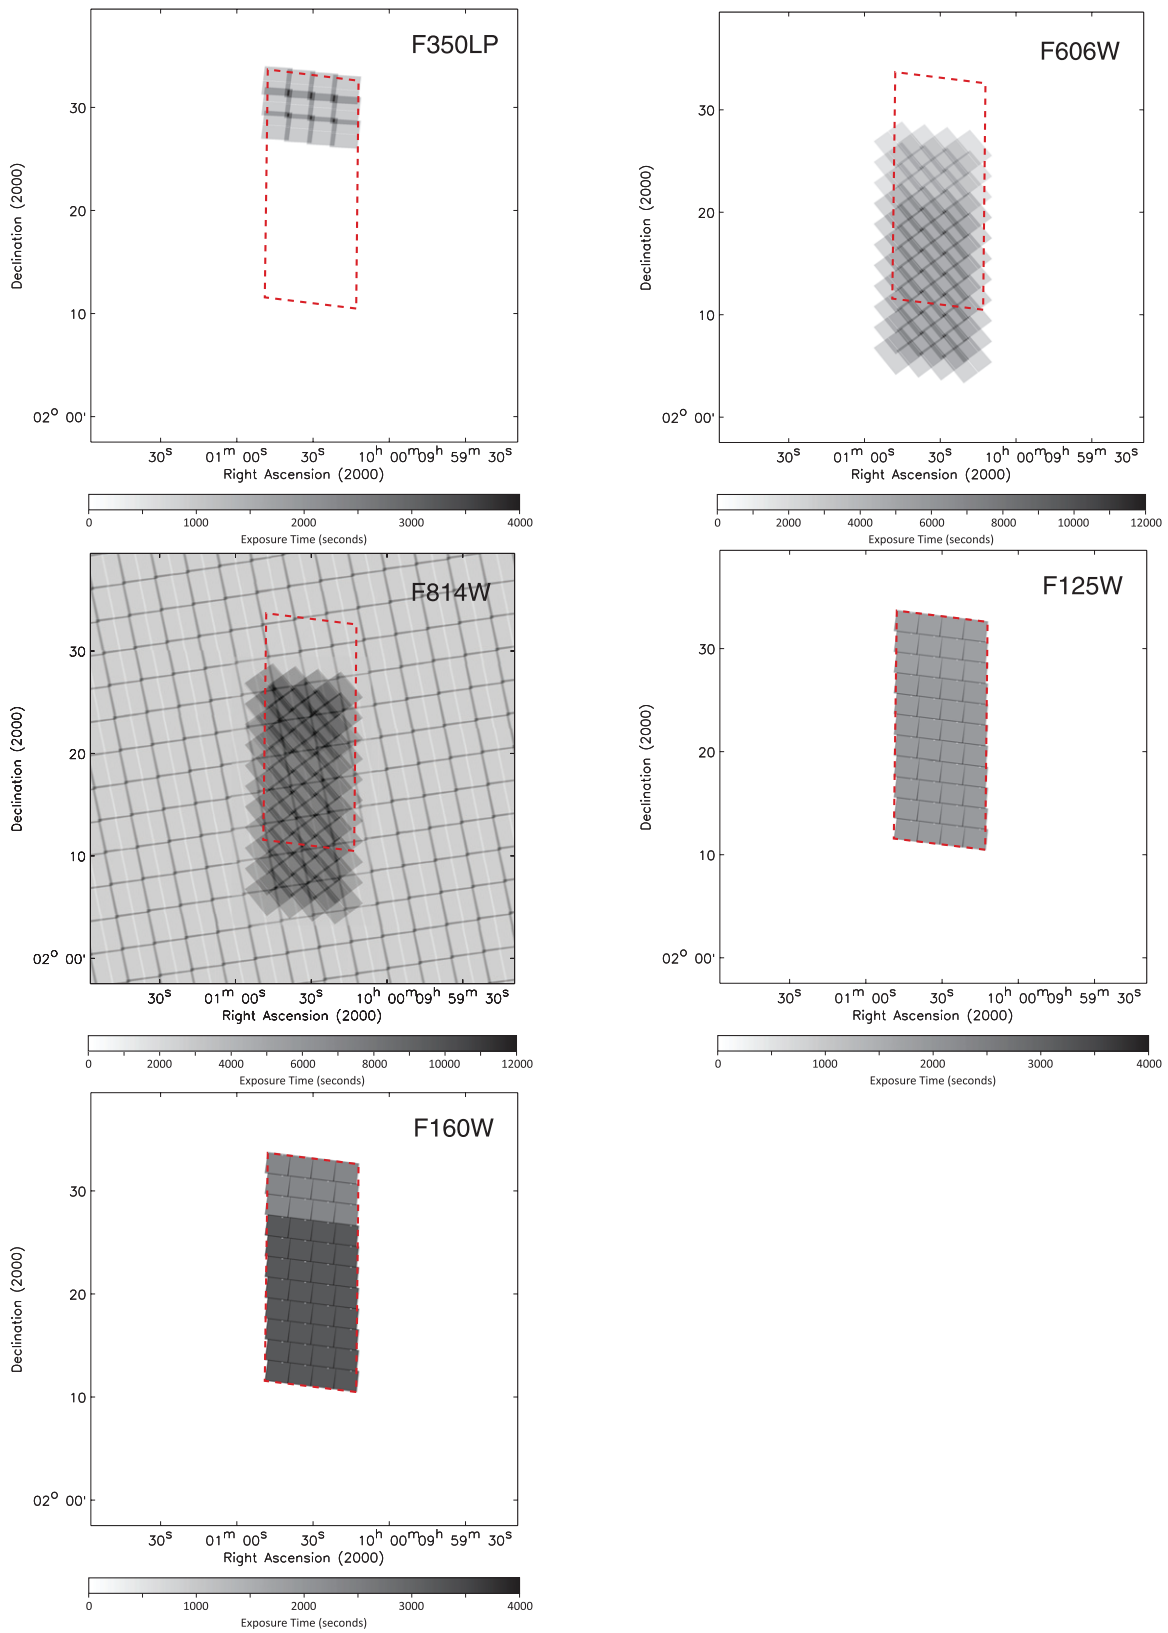 F350LP
30
20
10
02° 00'
Declination (2000)
30s 01m 00s 30s 10h 00m 09h 59m 30s
Right Ascension (2000)
0 1000 2000 3000 4000
Exposure Time (seconds)
F606W
30
20
10
02° 00'
Declination (2000)
30s 01m 00s 30s 10h 00m 09h 59m 30s
Right Ascension (2000)
0 2000 4000 6000 8000 10000 12000
Exposure Time (seconds)
F814W
30
20
10
02° 00'
Declination (2000)
30s 01m 00s 30s 10h 00m 09h 59m 30s
Right Ascension (2000)
0 2000 4000 6000 8000 10000 12000
Exposure Time (seconds)
F125W
30
20
10
02° 00'
Declination (2000)
30s 01m 00s 30s 10h 00m 09h 59m 30s
Right Ascension (2000)
0 1000 2000 3000 4000
Exposure Time (seconds)
F160W
30
20
10
02° 00'
Declination (2000)
30s 01m 00s 30s 10h 00m 09h 59m 30s
Right Ascension (2000)
0 1000 2000 3000 4000
Exposure Time (seconds)